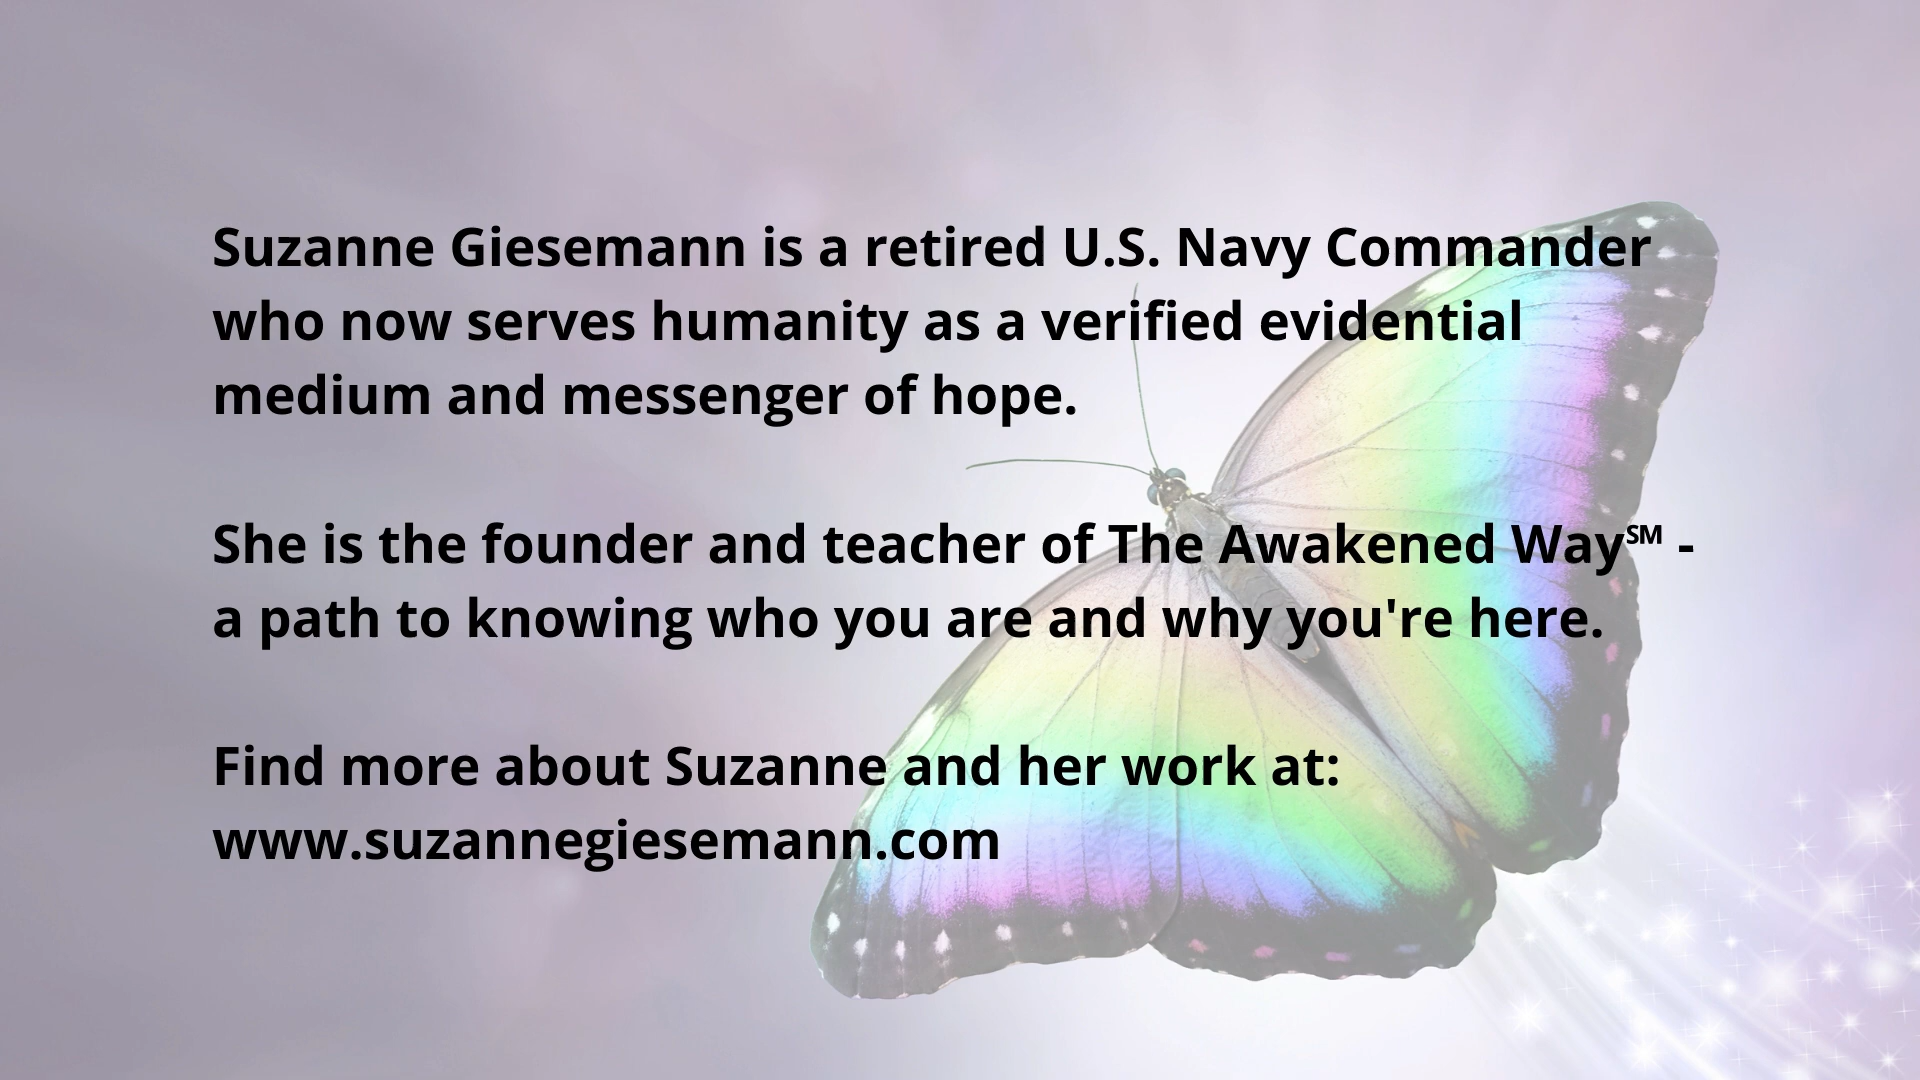 Suzanne Giesemann is a retired U.S. Navy Commander
who now serves humanity as a verified evidential
medium and messenger of hope.
She is the founder and teacher of The Awakened Way℠ -
a path to knowing who you are and why you're here.
Find more about Suzanne and her work at:
www.suzannegiesemann.com